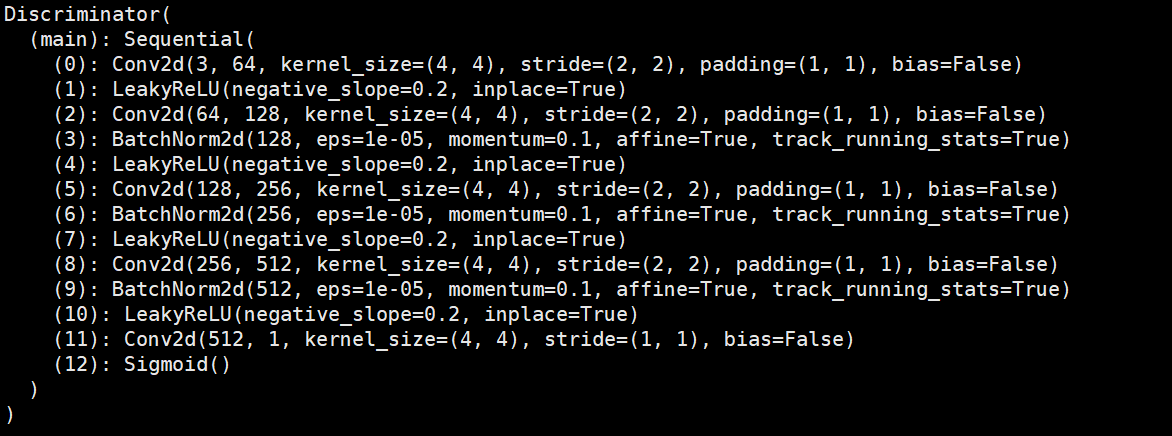 Discriminator(
  (main): Sequential(
    (0): Conv2d(3, 64, kernel_size=(4, 4), stride=(2, 2), padding=(1, 1), bias=False)
    (1): LeakyReLU(negative_slope=0.2, inplace=True)
    (2): Conv2d(64, 128, kernel_size=(4, 4), stride=(2, 2), padding=(1, 1), bias=False)
    (3): BatchNorm2d(128, eps=1e-05, momentum=0.1, affine=True, track_running_stats=True)
    (4): LeakyReLU(negative_slope=0.2, inplace=True)
    (5): Conv2d(128, 256, kernel_size=(4, 4), stride=(2, 2), padding=(1, 1), bias=False)
    (6): BatchNorm2d(256, eps=1e-05, momentum=0.1, affine=True, track_running_stats=True)
    (7): LeakyReLU(negative_slope=0.2, inplace=True)
    (8): Conv2d(256, 512, kernel_size=(4, 4), stride=(2, 2), padding=(1, 1), bias=False)
    (9): BatchNorm2d(512, eps=1e-05, momentum=0.1, affine=True, track_running_stats=True)
    (10): LeakyReLU(negative_slope=0.2, inplace=True)
    (11): Conv2d(512, 1, kernel_size=(4, 4), stride=(1, 1), bias=False)
    (12): Sigmoid()
  )
)